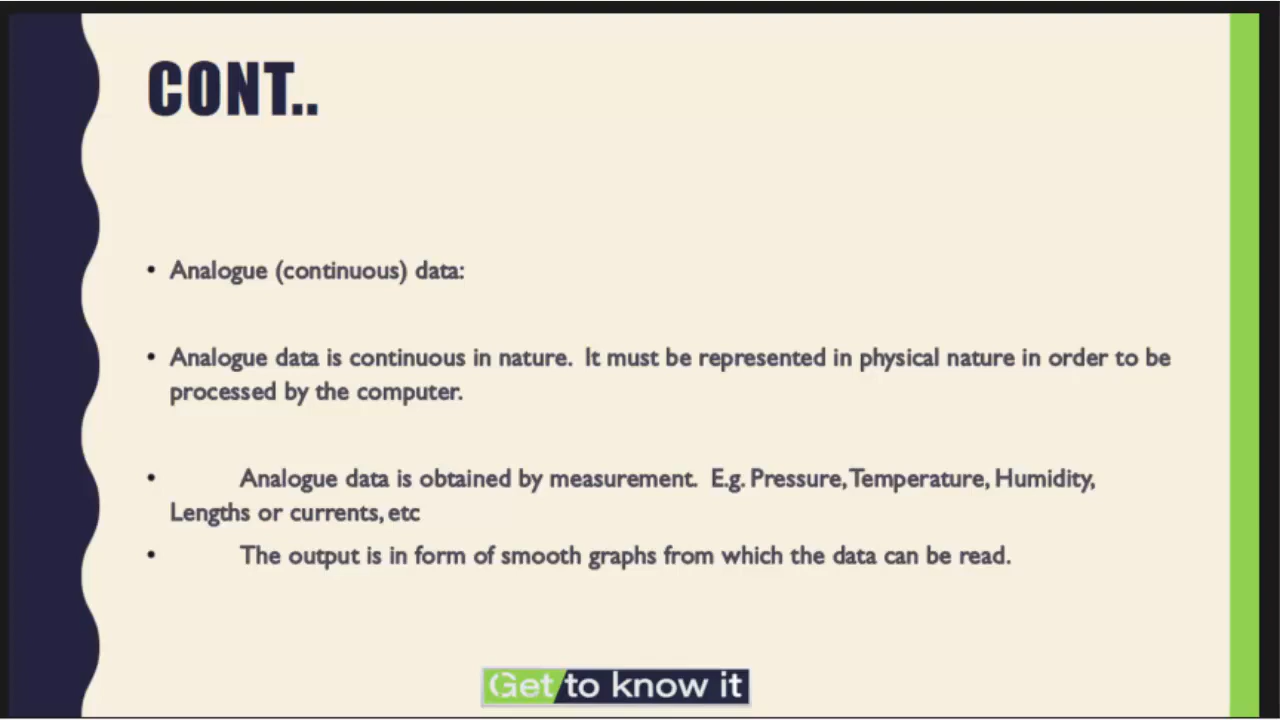 CONT..
• Analogue (continuous) data:
• Analogue data is continuous in nature. It must be represented in physical nature in order to be
processed by the computer.
• Analogue data is obtained by measurement. E.g. Pressure, Temperature, Humidity,
Lengths or currents, etc
• The output is in form of smooth graphs from which the data can be read.
Get to know it